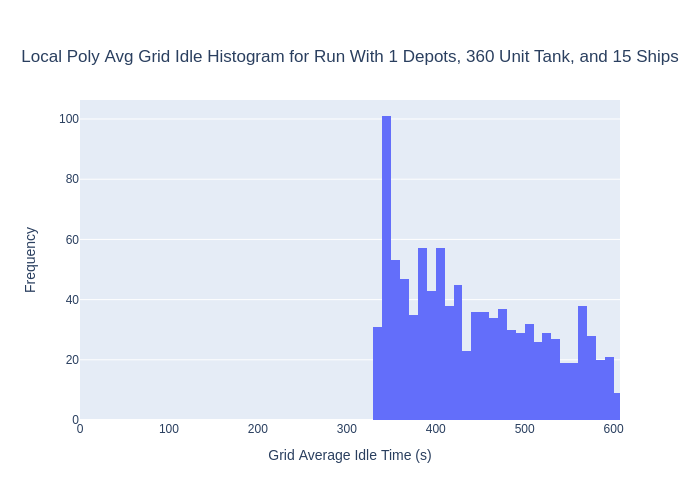 Local Poly Avg Grid Idle Histogram for Run With 1 Depots, 360 Unit Tank, and 15 Ships
100
80
60
40
20
0
Frequency
0 100 200 300 400 500 600
Grid Average Idle Time (s)